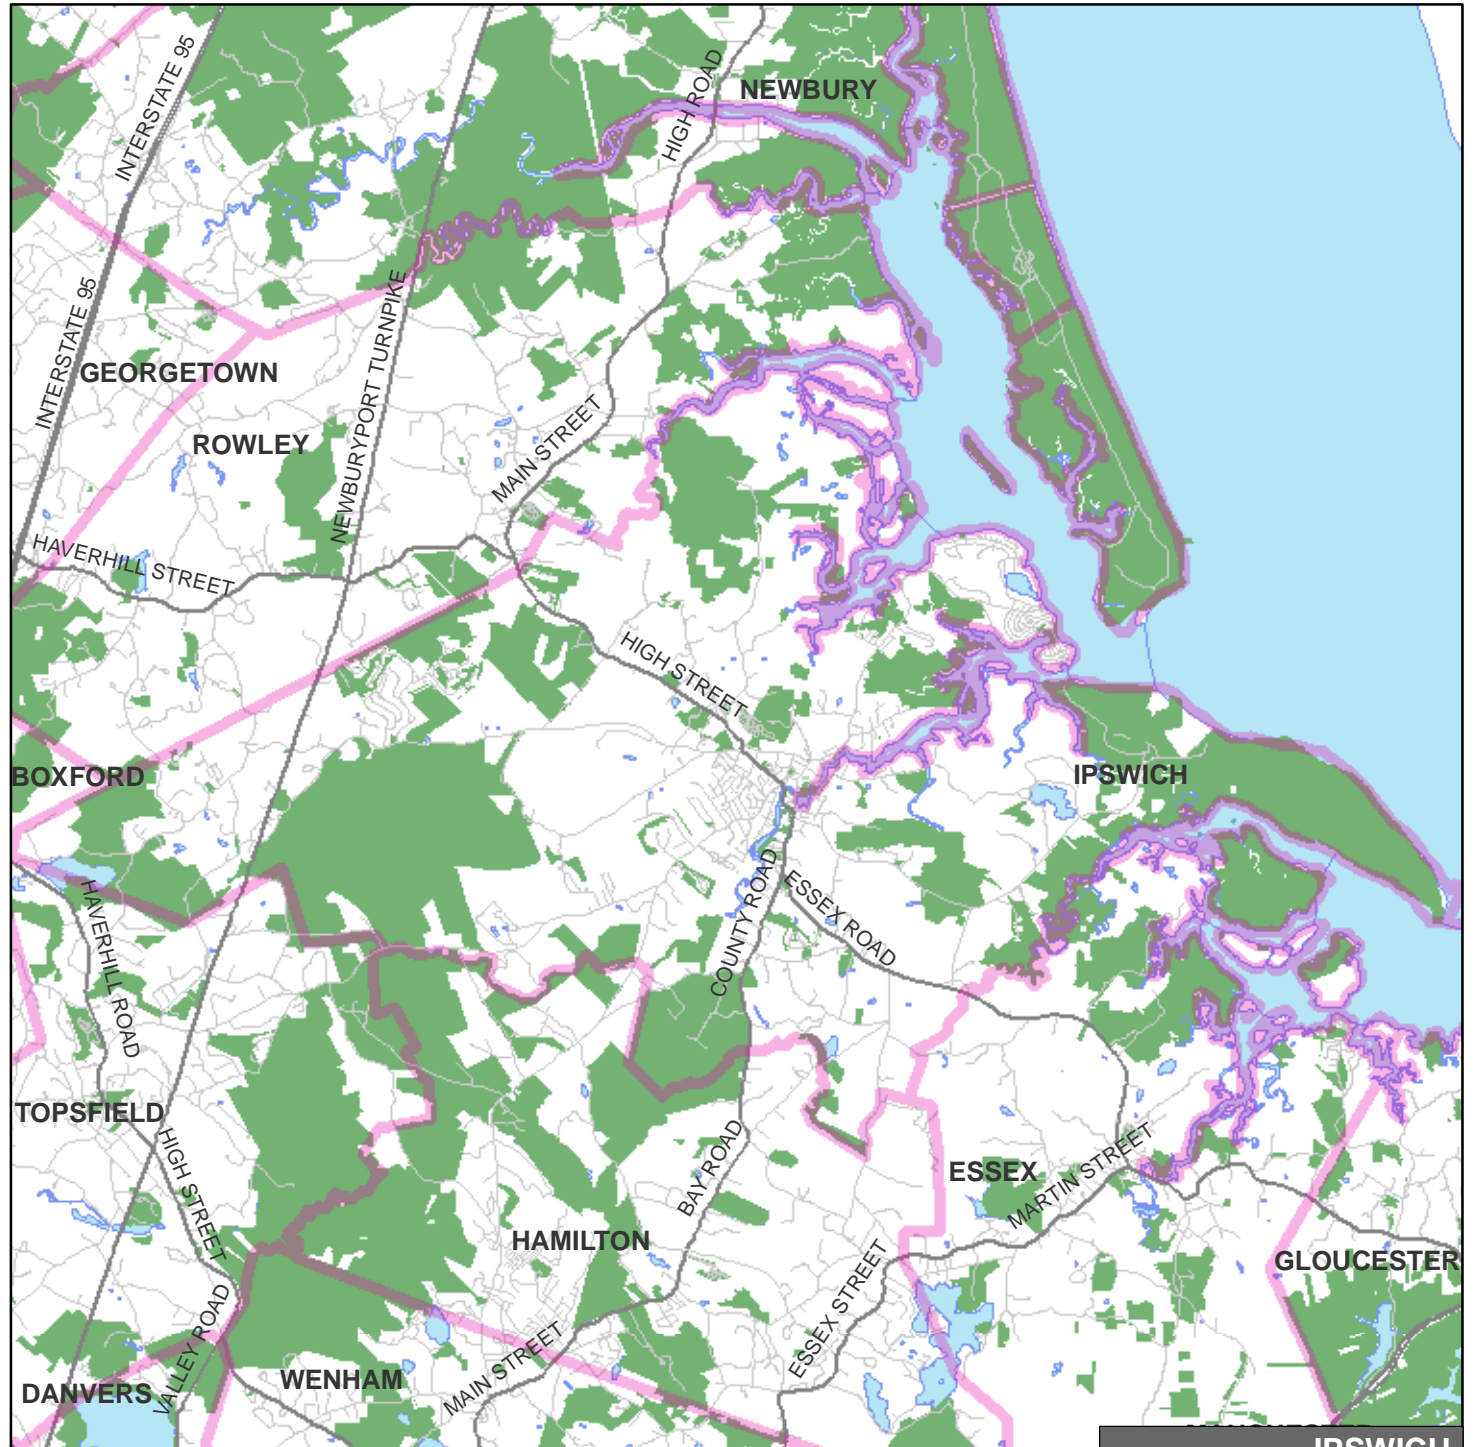 INTERSTATE 95
HIGH ROAD
NEWBURY
INTERSTATE 95
NEWBURYPORT TURNPIKE
GEORGETOWN
ROWLEY
MAIN STREET
HAVERHILL STREET
HIGH STREET
BOXFORD
IPSWICH
HAVERHILL ROAD
COUNTY ROAD
ESSEX ROAD
TOPSFIELD
HIGH STREET
BAY ROAD
ESSEX
MARTIN STREET
HAMILTON
GLOUCESTER
ESSEX STREET
VALLEY ROAD
MAIN STREET
WENHAM
DANVERS
IPSWICH